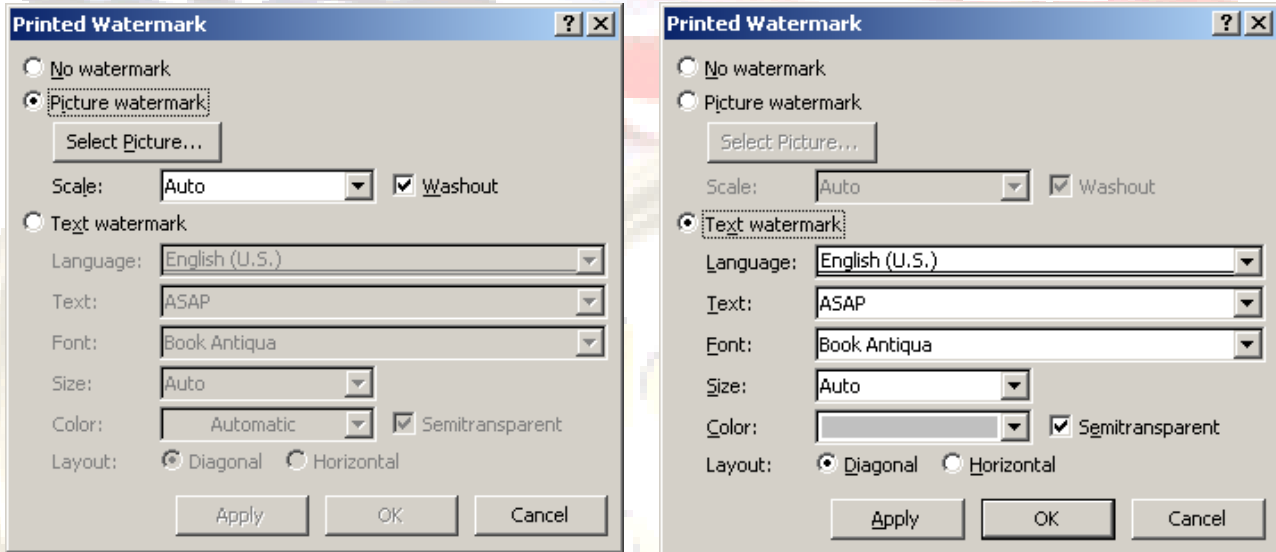 Printed Watermark
No watermark
Picture watermark
Select Picture...
Scale: Auto Washout
Text watermark
Language: English (U.S.)
Text: ASAP
Font: Book Antiqua
Size: Auto
Color: Automatic Semitransparent
Layout: Diagonal Horizontal
Apply OK Cancel
Printed Watermark
No watermark
Picture watermark
Select Picture...
Scale: Auto Washout
Text watermark
Language: English (U.S.)
Text: ASAP
Font: Book Antiqua
Size: Auto
Color: Semitransparent
Layout: Diagonal Horizontal
Apply OK Cancel